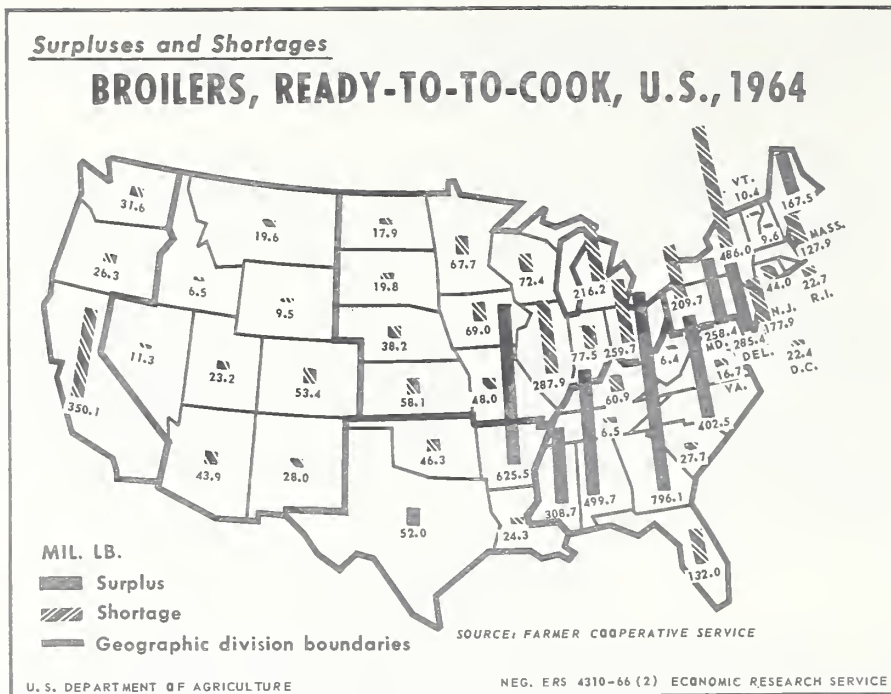 Surpluses and Shortages
BROILERS, READY-TO-TO-COOK, U.S., 1964
31.6
19.6
17.9
67.7
72.4
216.2
VT.
10.4
167.5
486.0
9.6
MASS.
127.9
26.3
6.5
9.5
19.8
69.0
209.7
44.0
22.7
R.I.
11.3
23.2
53.4
38.2
287.9
77.5
259.7
6.4
258.4
285.4
N.J.
177.9
MD.
DEL.
350.1
58.1
48.0
60.9
16.7
VA.
22.4
D.C.
43.9
28.0
46.3
625.5
6.5
402.5
27.7
52.0
24.3
308.7
499.7
796.1
132.0
MIL. LB.
Surplus
Shortage
Geographic division boundaries
SOURCE: FARMER COOPERATIVE SERVICE
U. S. DEPARTMENT OF AGRICULTURE
NEG. ERS 4310-66 (2) ECONOMIC RESEARCH SERVICE